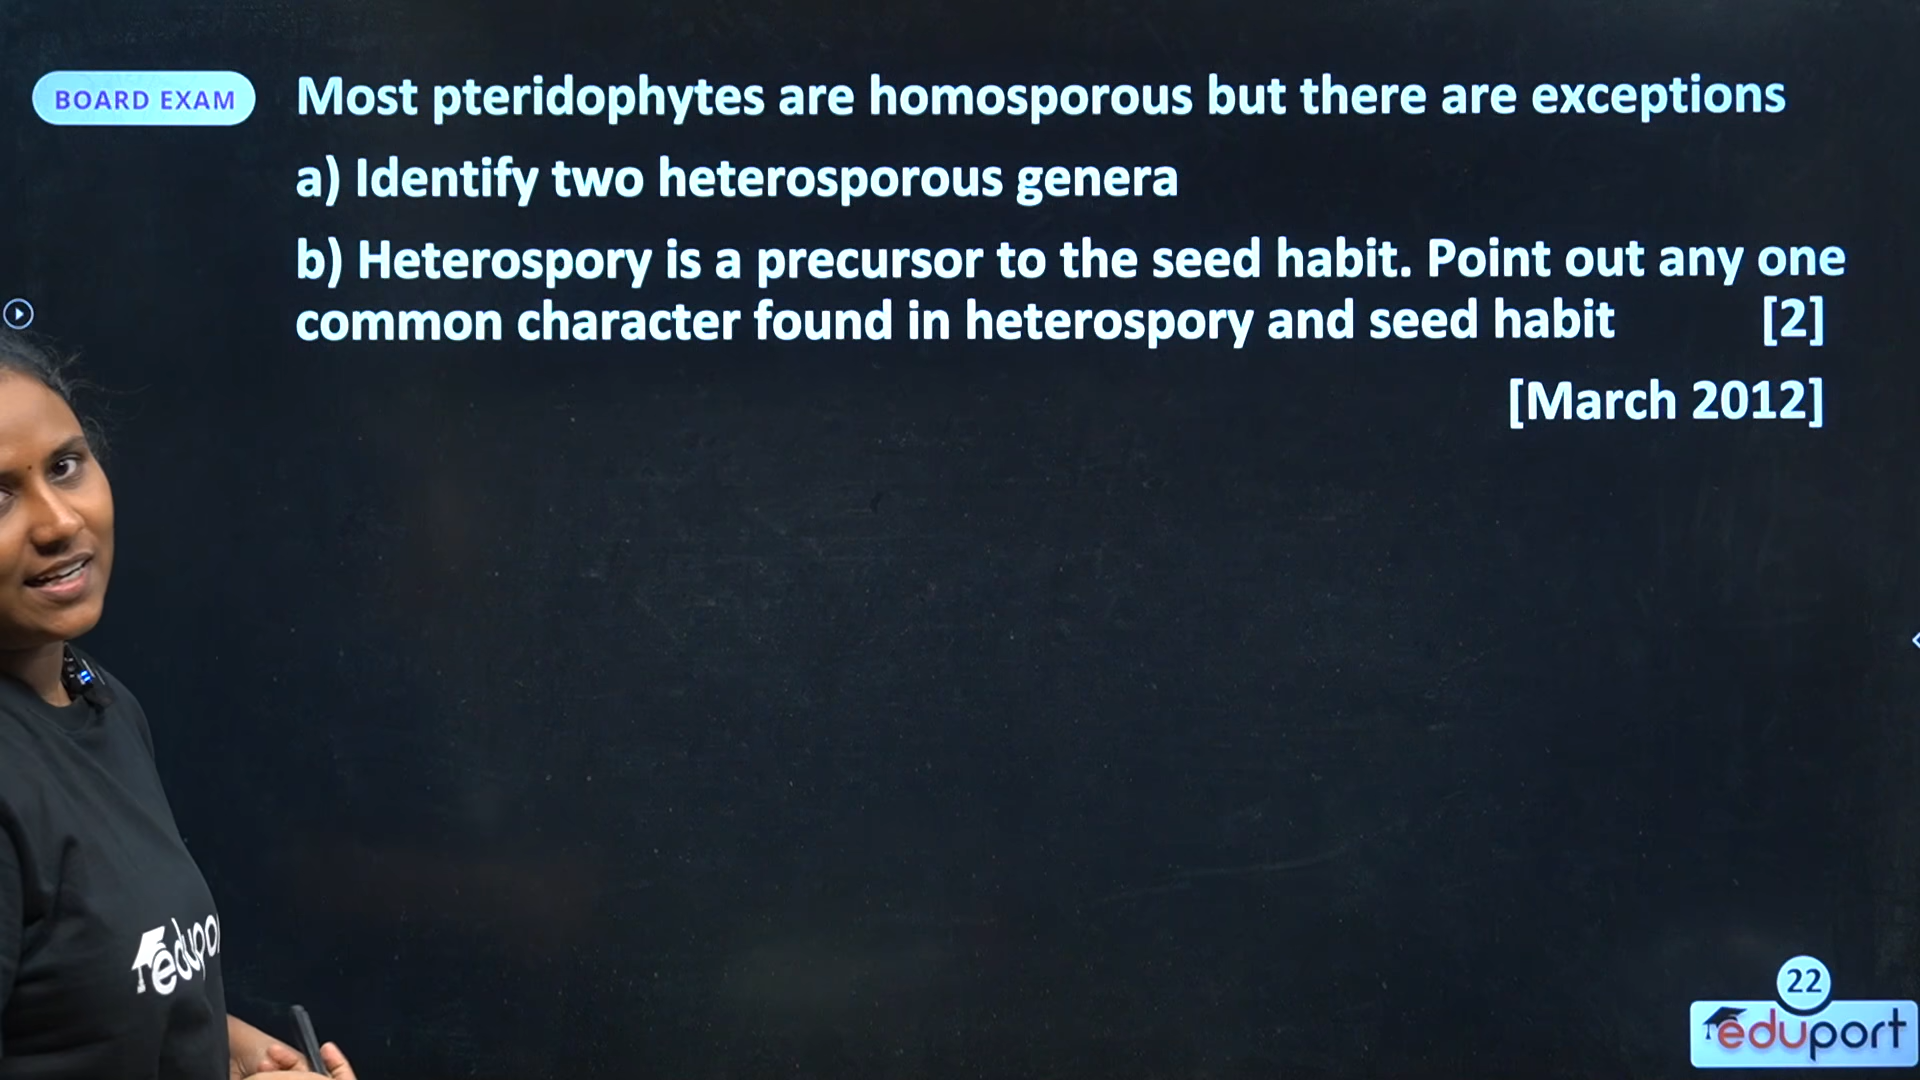 BOARD EXAM Most pteridophytes are homosporous but there are exceptions
a) Identify two heterosporous genera
b) Heterospory is a precursor to the seed habit. Point out any one
common character found in heterospory and seed habit [2]
[March 2012]
edupo
22
eduport